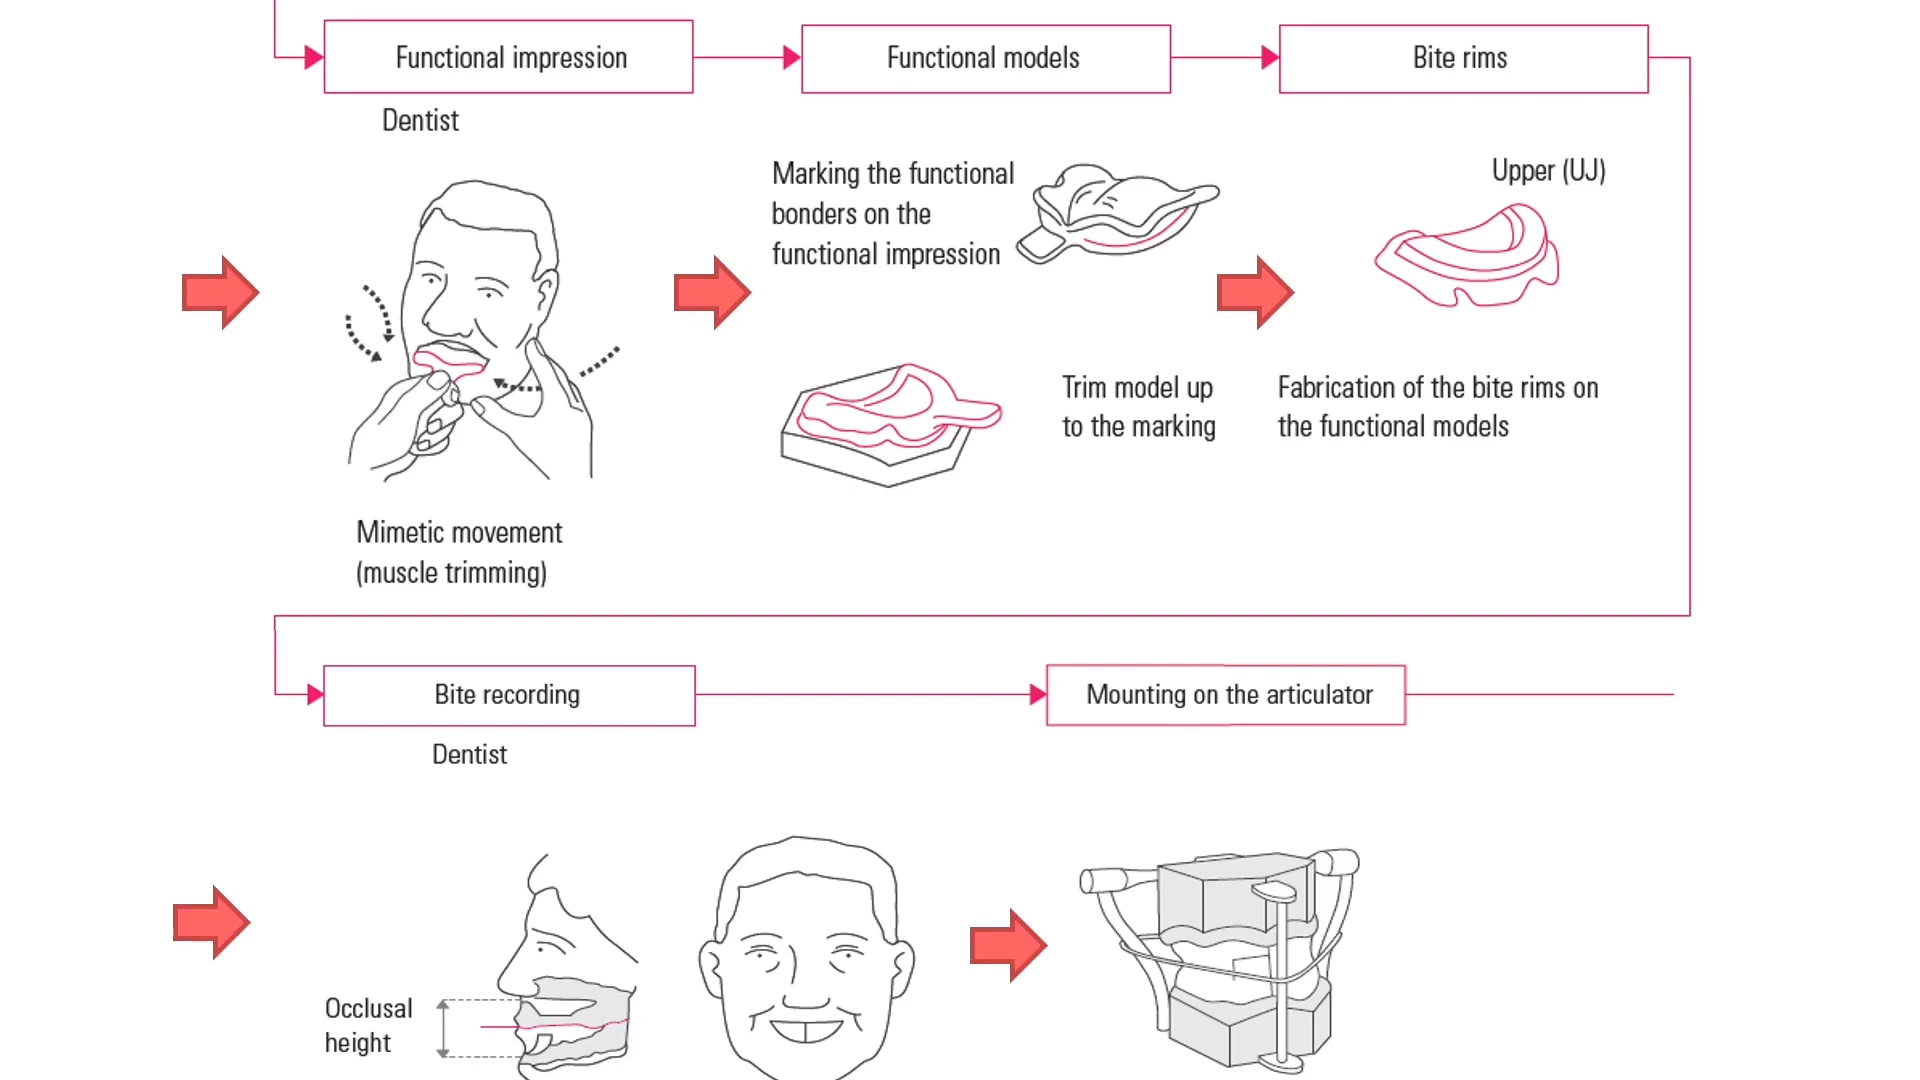 Functional impression
Functional models
Bite rims
Dentist
Marking the functional
bonders on the
functional impression
Upper (UJ)
Trim model up
to the marking
Fabrication of the bite rims on
the functional models
Mimetic movement
(muscle trimming)
Bite recording
Mounting on the articulator
Dentist
Occlusal
height